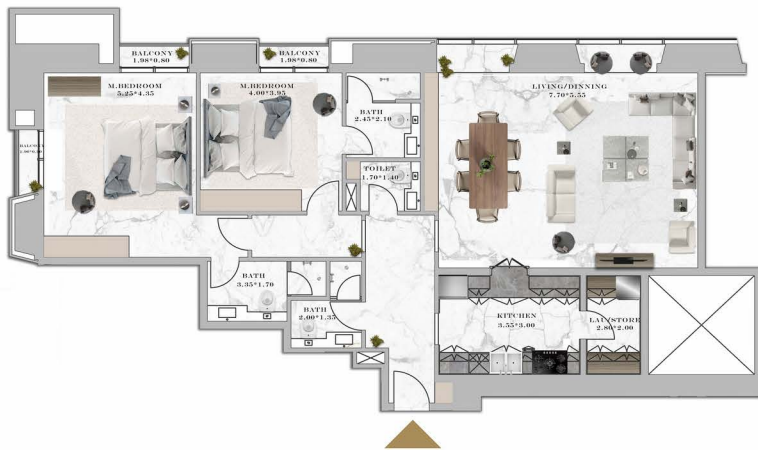 BALCONY
1.98*0.80
BALCONY
1.98*0.80
M.BEDROOM
5.25*4.35
M.BEDROOM
4.00*3.95
LIVING/DINNING
7.70*5.55
BATH
2.45*2.10
BALCONY
TOILET
1.70*1.40
BATH
3.35*1.70
BATH
2.00*1.35
KITCHEN
3.55*3.00
LAU/STORE
2.80*2.00